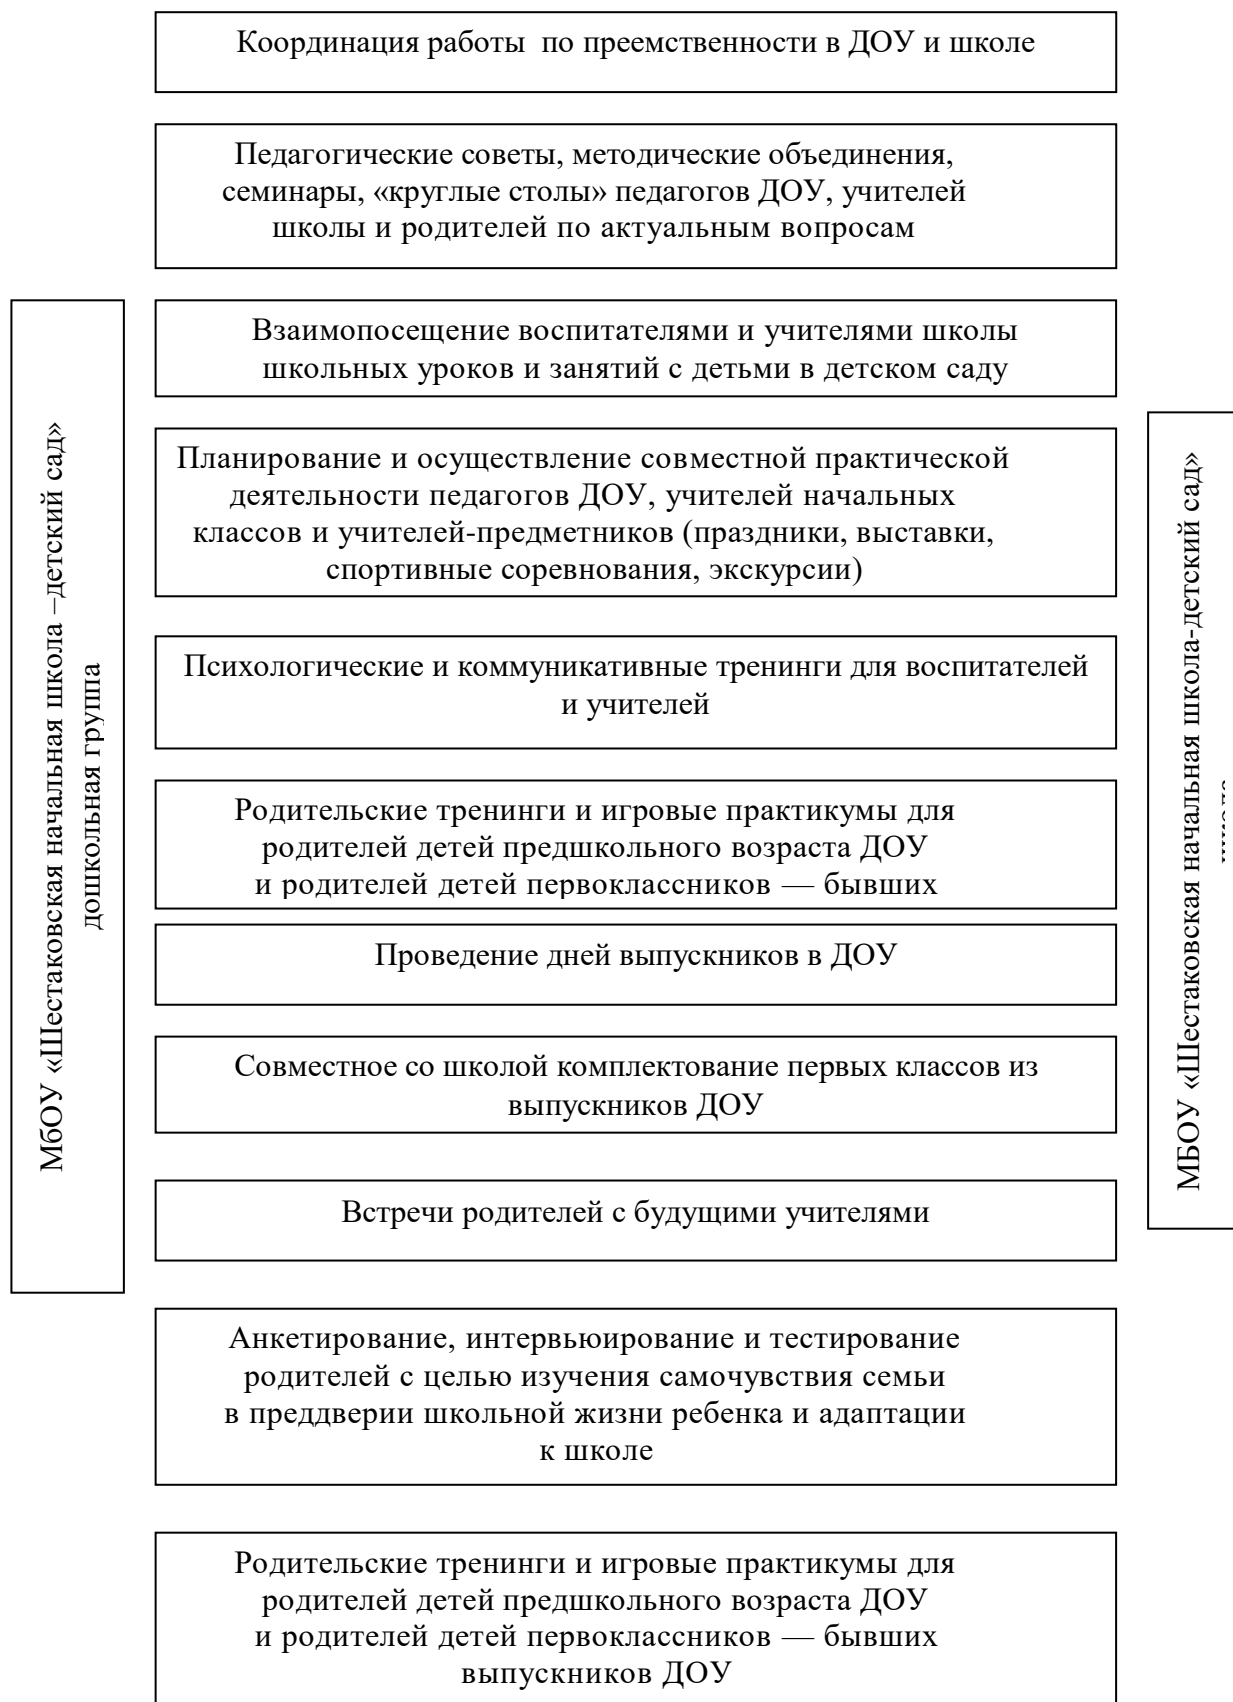 Координация работы по преемственности в ДОУ и школе
Педагогические советы, методические объединения,
семинары, «круглые столы» педагогов ДОУ, учителей
школы и родителей по актуальным вопросам
Взаимопосещение воспитателями и учителями школы
школьных уроков и занятий с детьми в детском саду
Планирование и осуществление совместной практической
деятельности педагогов ДОУ, учителей начальных
классов и учителей-предметников (праздники, выставки,
спортивные соревнования, экскурсии)
Психологические и коммуникативные тренинги для воспитателей
и учителей
Родительские тренинги и игровые практикумы для
родителей детей предшкольного возраста ДОУ
и родителей детей первоклассников — бывших
Проведение дней выпускников в ДОУ
Совместное со школой комплектование первых классов из
выпускников ДОУ
Встречи родителей с будущими учителями
Анкетирование, интервьюирование и тестирование
родителей с целью изучения самочувствия семьи
в преддверии школьной жизни ребенка и адаптации
к школе
Родительские тренинги и игровые практикумы для
родителей детей предшкольного возраста ДОУ
и родителей детей первоклассников — бывших
выпускников ДОУ
МбОУ «Шестаковская начальная школа –детский сад»
дошкольная группа
МБОУ «Шестаковская начальная школа-детский сад»